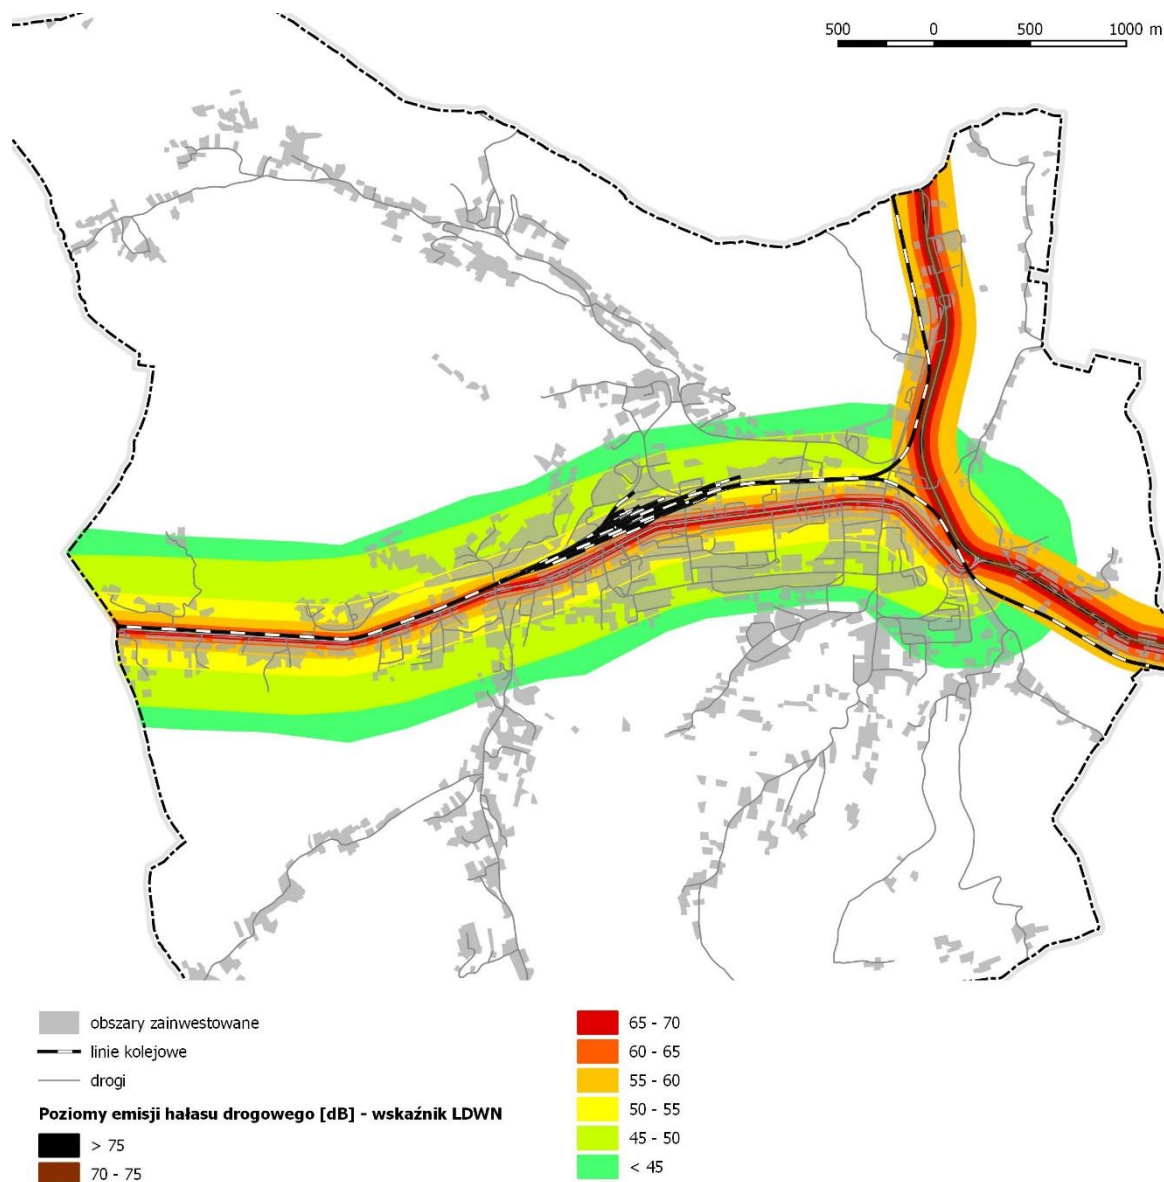 500 0 500 1000 m
obszary zainwestowane
linie kolejowe
drogi
Poziomy emisji hałasu drogowego [dB] - wskaźnik LDWN
> 75
70 - 75
65 - 70
60 - 65
55 - 60
50 - 55
45 - 50
< 45